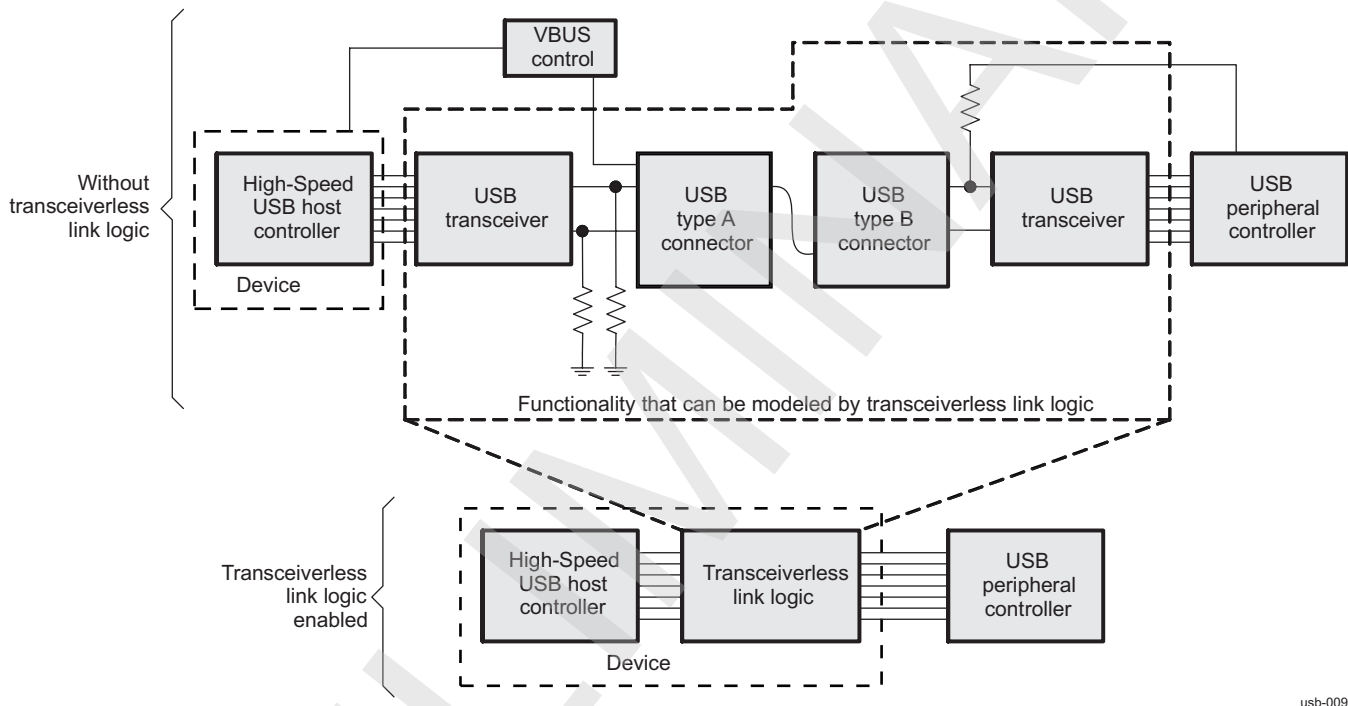 VBUS
control
Without
transceiverless
link logic
High-Speed
USB host
controller
Device
USB
transceiver
USB
type A
connector
USB
type B
connector
USB
transceiver
USB
peripheral
controller
Functionality that can be modeled by transceiverless link logic
Transceiverless
link logic
enabled
High-Speed
USB host
controller
Transceiverless
link logic
USB
peripheral
controller
Device
usb-009